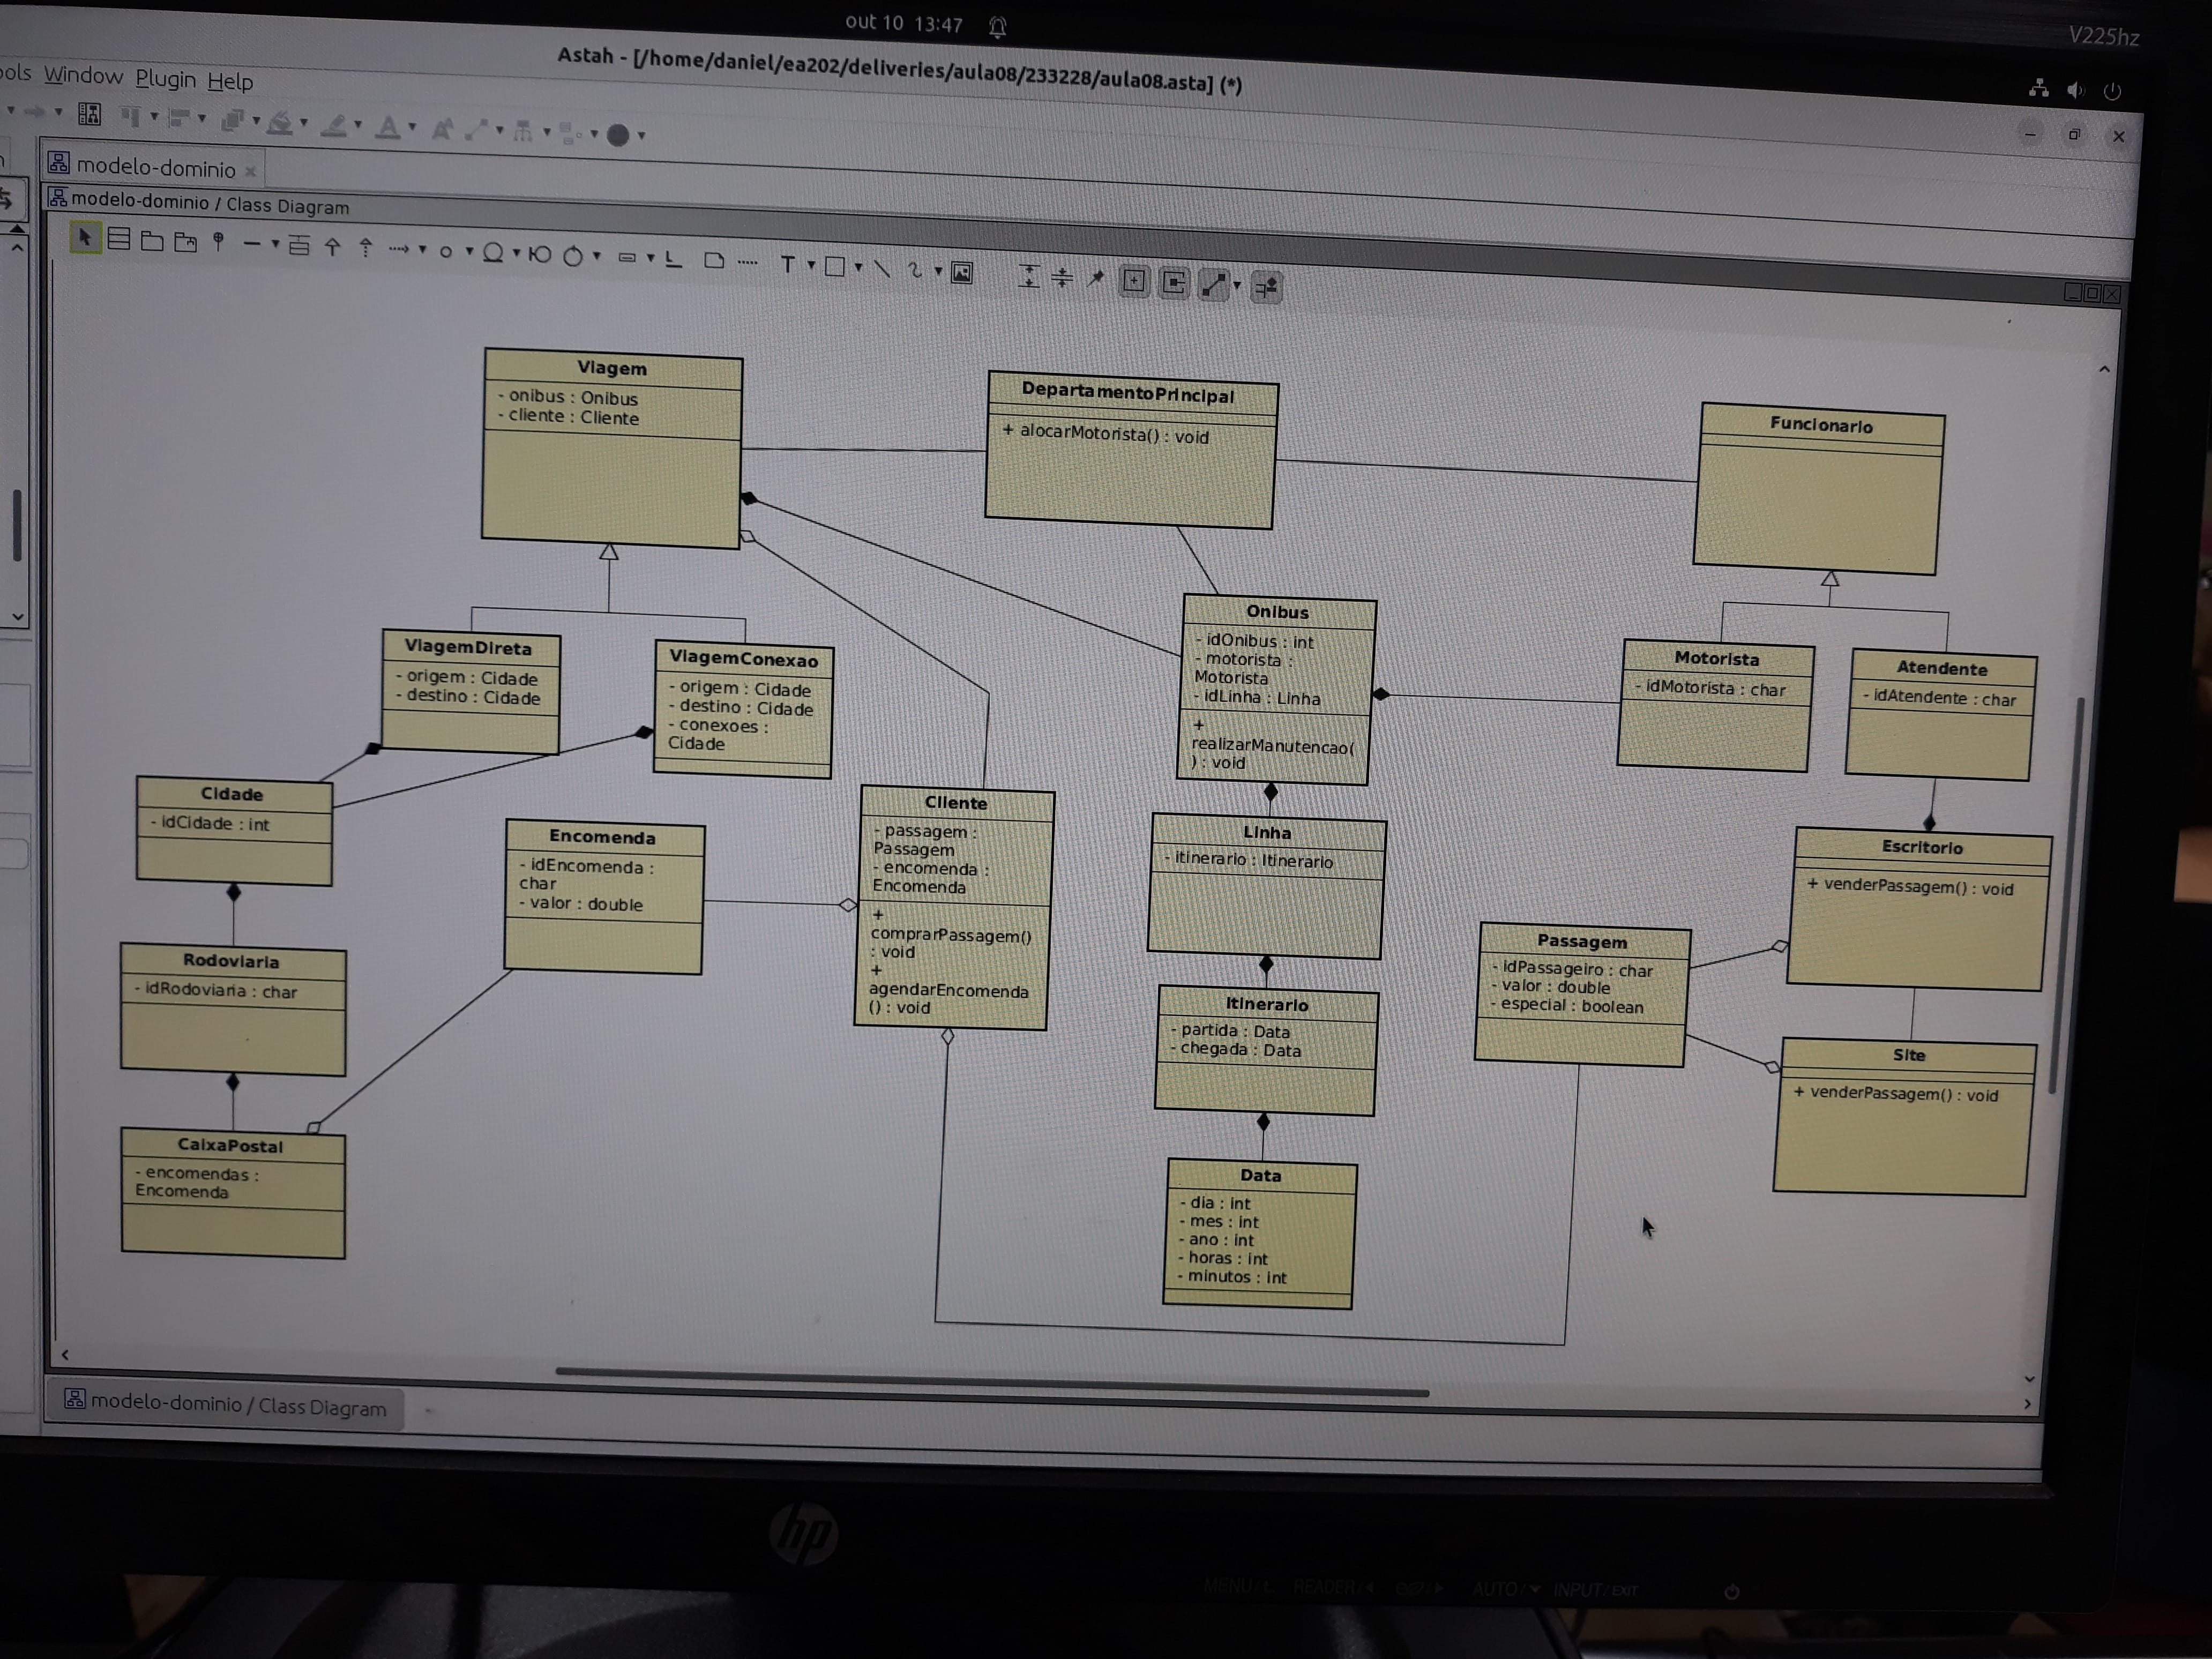 out 10 13:47
V225hz
Astah - [/home/daniel/ea202/deliveries/aula08/233228/aula08.asta] (*)
Window Plugin Help
modelo-dominio
modelo-dominio / Class Diagram
Viagem
- onibus : Onibus
- cliente : Cliente
DepartamentoPrincipal
+ alocarMotorista() : void
Funcionario
ViagemDireta
- origem : Cidade
- destino : Cidade
ViagemConexao
- origem : Cidade
- destino : Cidade
- conexoes :
Cidade
Onibus
- idOnibus : int
- motorista :
Motorista
- idLinha : Linha
+
realizarManutencao(
) : void
Motorista
- idMotorista : char
Atendente
- idAtendente : char
Cidade
- idCidade : int
Encomenda
- idEncomenda :
char
- valor : double
Cliente
- passagem :
Passagem
- encomenda :
Encomenda
+
comprarPassagem()
: void
+
agendarEncomenda
() : void
Linha
- itinerario : Itinerario
Escritorio
+ venderPassagem() : void
Rodoviaria
- idRodoviaria : char
Itinerario
- partida : Data
- chegada : Data
Passagem
- idPassageiro : char
- valor : double
- especial : boolean
Site
+ venderPassagem() : void
CaixaPostal
- encomendas :
Encomenda
Data
- dia : int
- mes : int
- ano : int
- horas : int
- minutos : int
modelo-dominio / Class Diagram
hp
MENU/ READER/ AUTO/ INPUT/EXIT